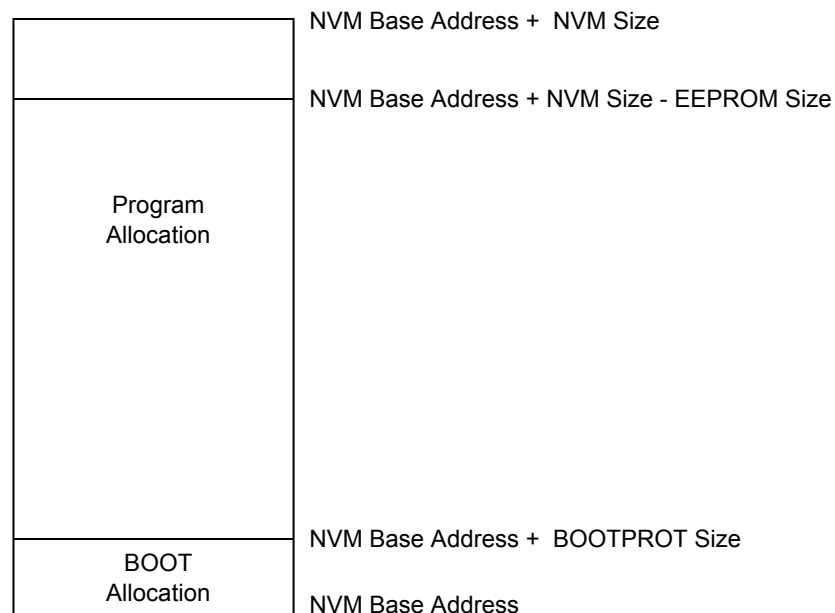 NVM Base Address + NVM Size
NVM Base Address + NVM Size - EEPROM Size
Program
Allocation
NVM Base Address + BOOTPROT Size
BOOT
Allocation
NVM Base Address